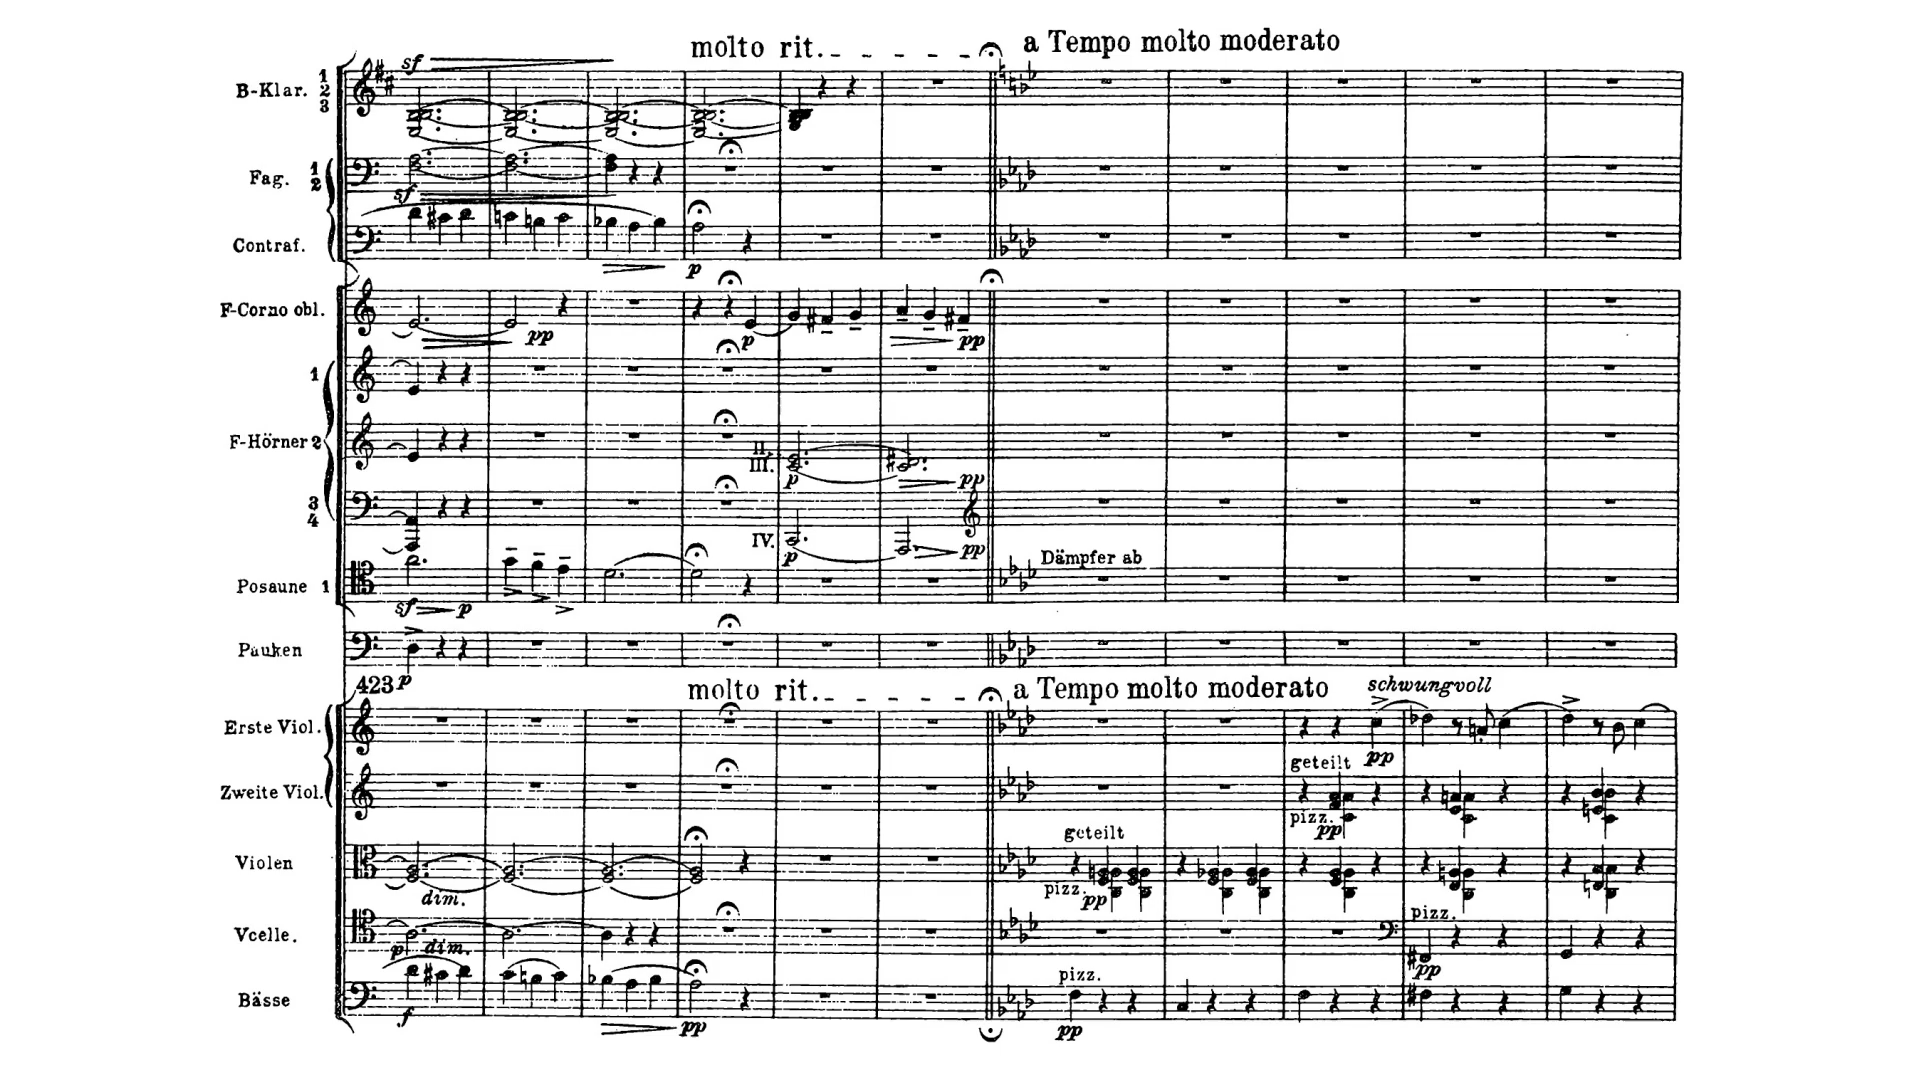 molto rit. a Tempo molto moderato
sf
B-Klar. 1 2 3
Fag. 1 2
sf
Contraf.
p
F-Corno obl.
pp p pp
1
F-Hörner 2
II. III.
p pp
3 4
IV.
p pp
Dämpfer ab
Posaune 1
sf p
Pauken
423 p
molto rit. a Tempo molto moderato schwungvoll
Erste Viol.
pp
geteilt
Zweite Viol.
pizz.
pp
geteilt
Violen
pizz.
dim. pp
pizz.
Vcelle.
p dim. pp
pizz.
Bässe
f pp pp